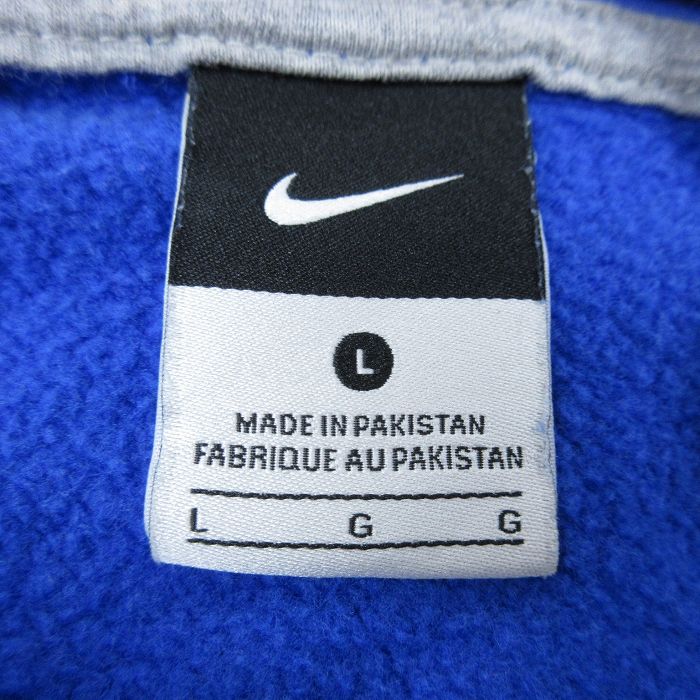 L
MADE IN PAKISTAN
FABRIQUE AU PAKISTAN
L G G